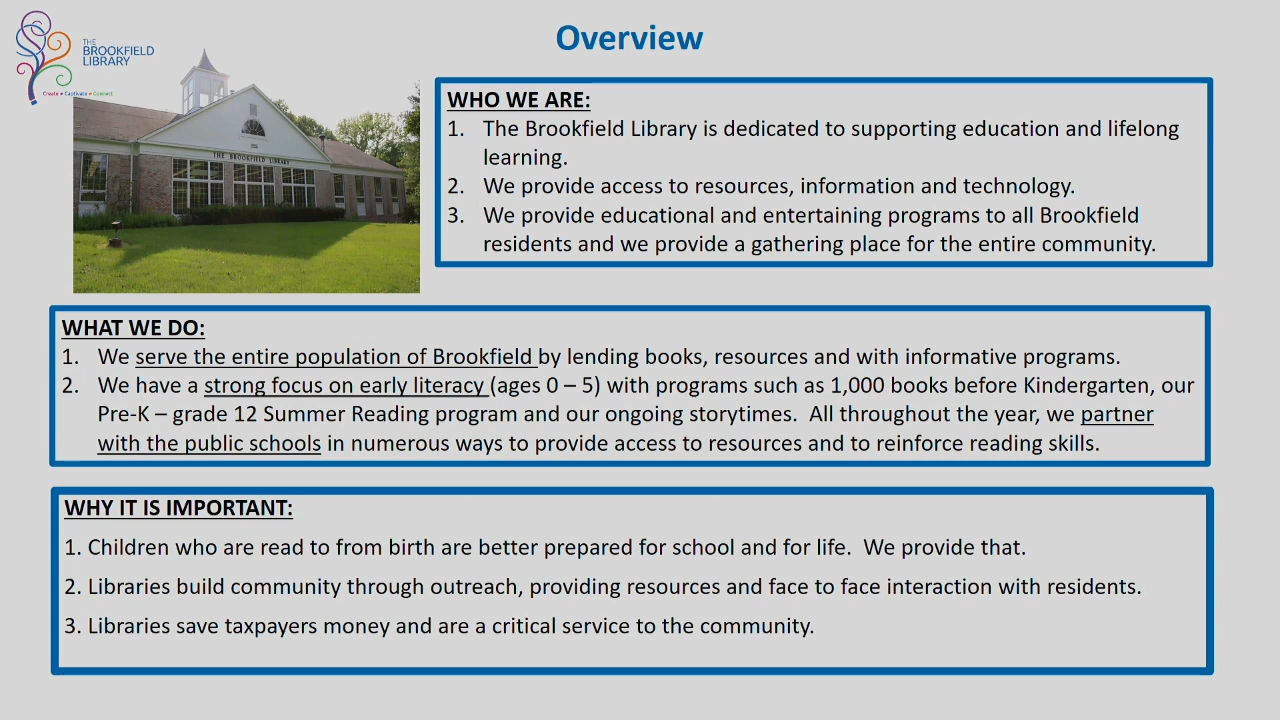 Overview
THE
BROOKFIELD
LIBRARY
Create • Captivate • Connect
THE BROOKFIELD LIBRARY
WHO WE ARE:
1. The Brookfield Library is dedicated to supporting education and lifelong
learning.
2. We provide access to resources, information and technology.
3. We provide educational and entertaining programs to all Brookfield
residents and we provide a gathering place for the entire community.
WHAT WE DO:
1. We serve the entire population of Brookfield by lending books, resources and with informative programs.
2. We have a strong focus on early literacy (ages 0 – 5) with programs such as 1,000 books before Kindergarten, our
Pre-K – grade 12 Summer Reading program and our ongoing storytimes.  All throughout the year, we partner
with the public schools in numerous ways to provide access to resources and to reinforce reading skills.
WHY IT IS IMPORTANT:
1. Children who are read to from birth are better prepared for school and for life.  We provide that.
2. Libraries build community through outreach, providing resources and face to face interaction with residents.
3. Libraries save taxpayers money and are a critical service to the community.